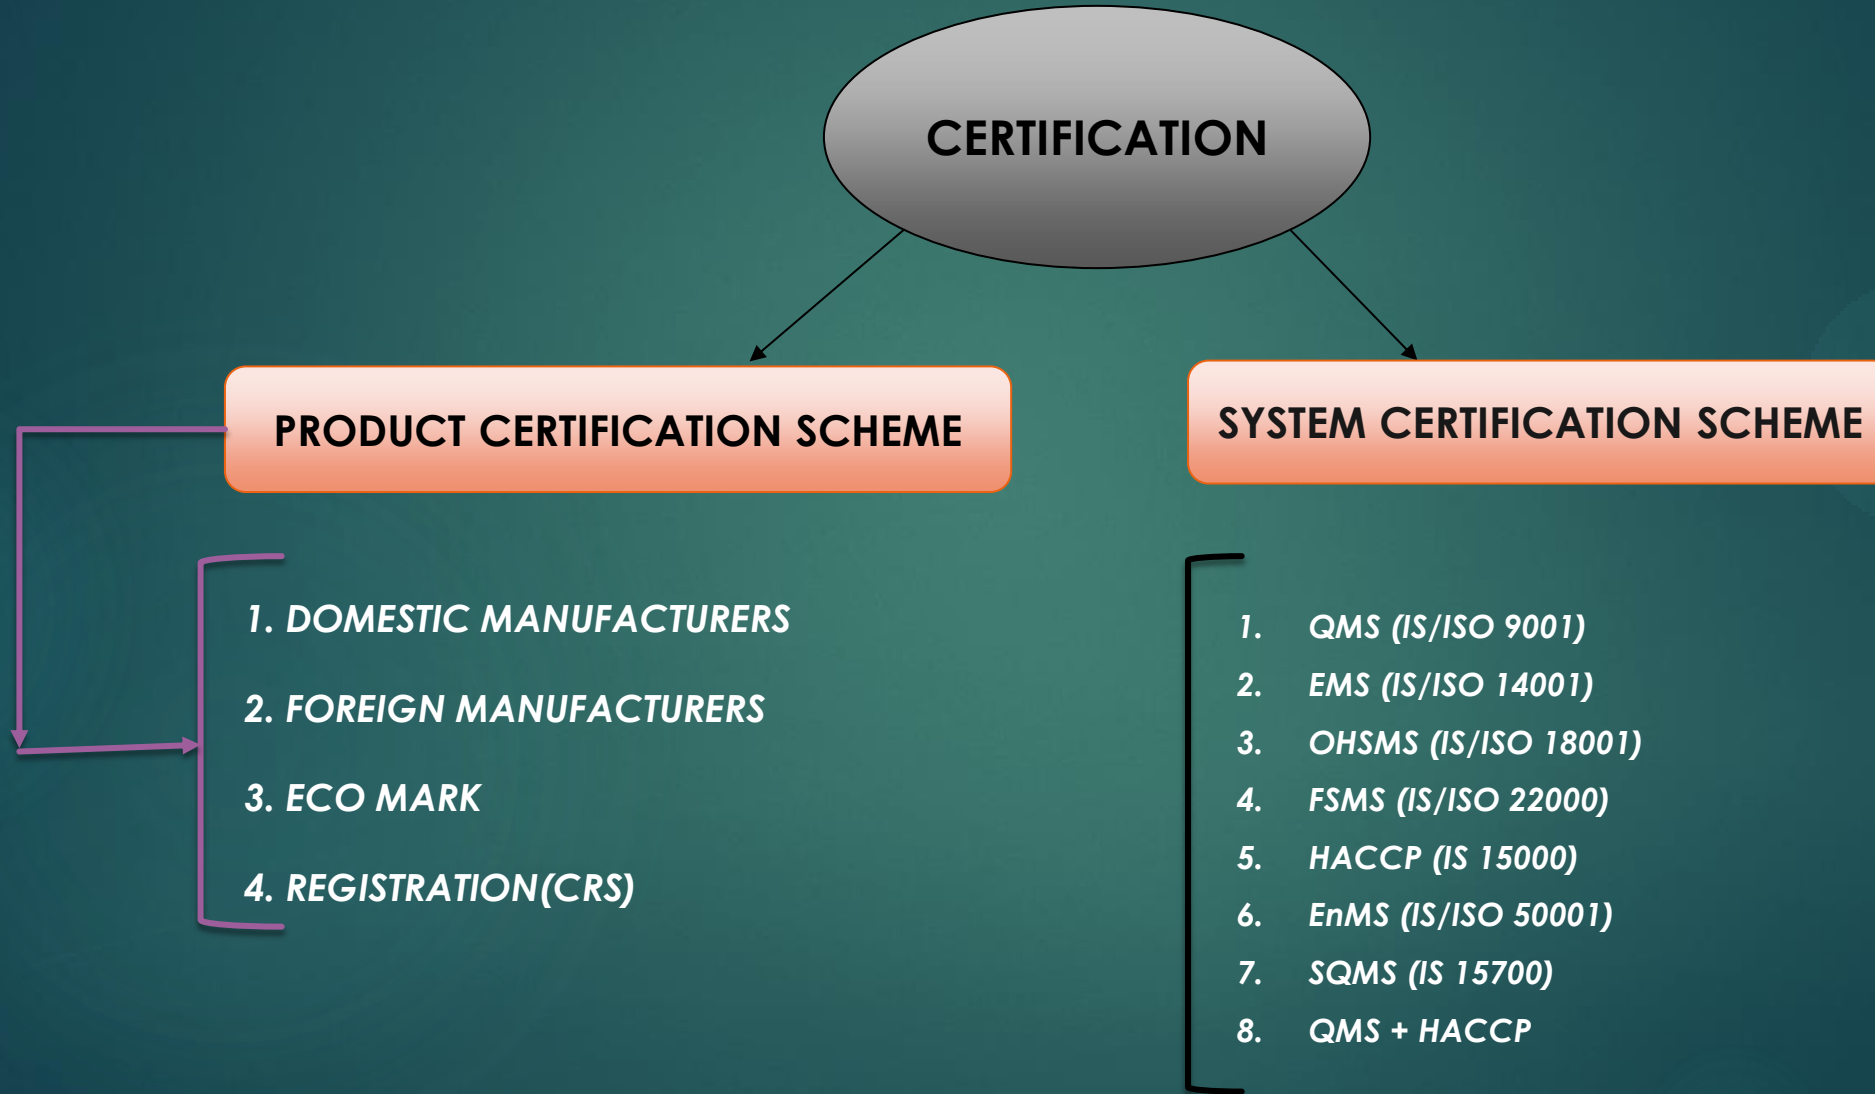 CERTIFICATION
PRODUCT CERTIFICATION SCHEME
1. DOMESTIC MANUFACTURERS
2. FOREIGN MANUFACTURERS
3. ECO MARK
4. REGISTRATION(CRS)
SYSTEM CERTIFICATION SCHEME
1. QMS (IS/ISO 9001)
2. EMS (IS/ISO 14001)
3. OHSMS (IS/ISO 18001)
4. FSMS (IS/ISO 22000)
5. HACCP (IS 15000)
6. EnMS (IS/ISO 50001)
7. SQMS (IS 15700)
8. QMS + HACCP